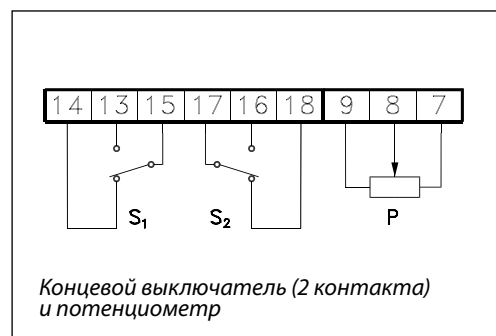 14 13 15 17 16 18 9 8 7
S₁ S₂ P
Концевой выключатель (2 контакта)
и потенциометр